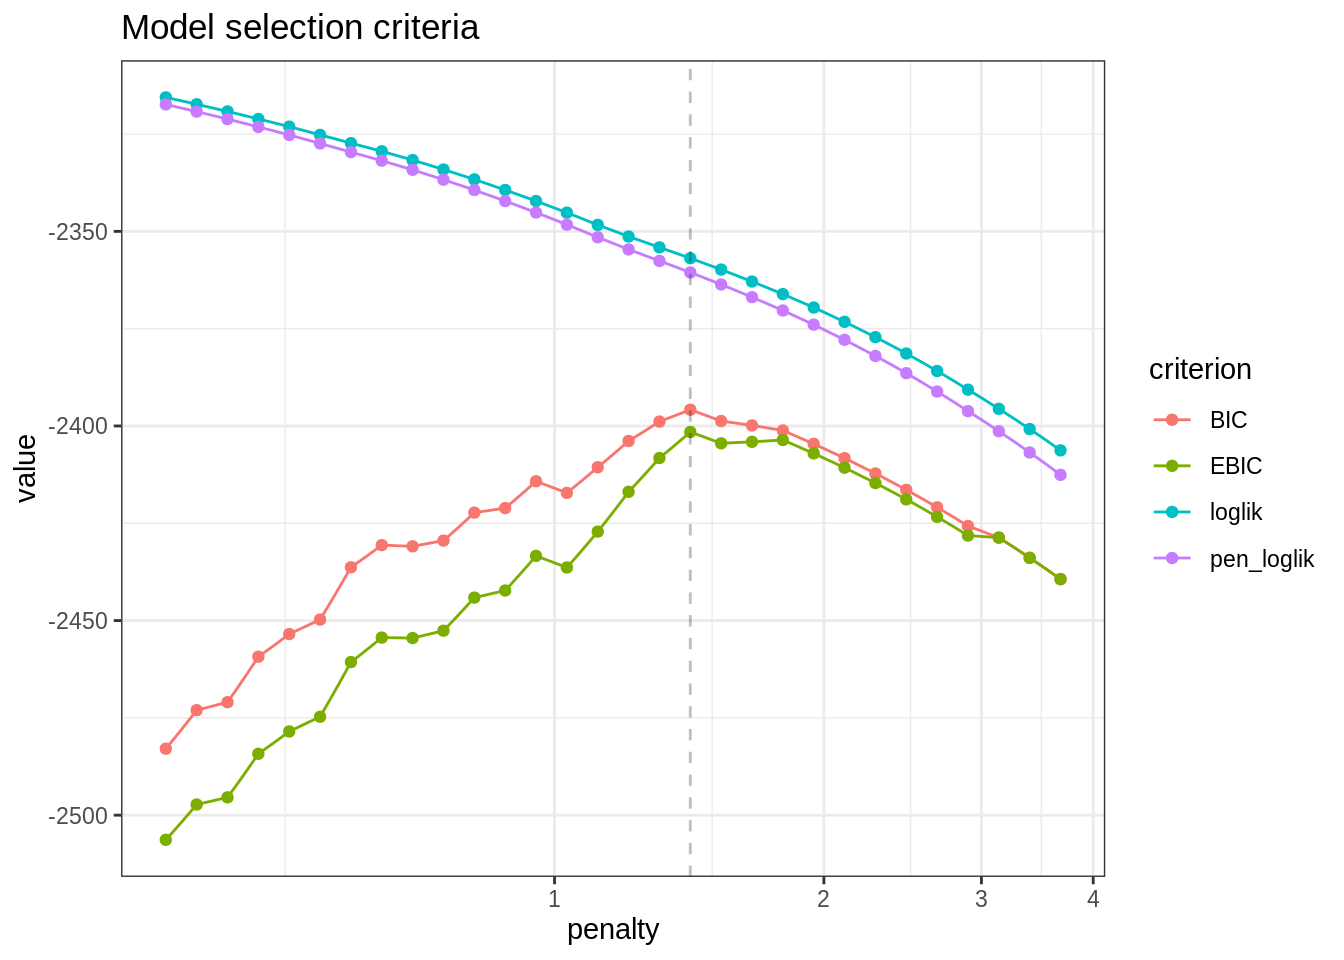 Model selection criteria
value
-2350
-2400
-2450
-2500
1
2
3
4
penalty
criterion
BIC
EBIC
loglik
pen_loglik